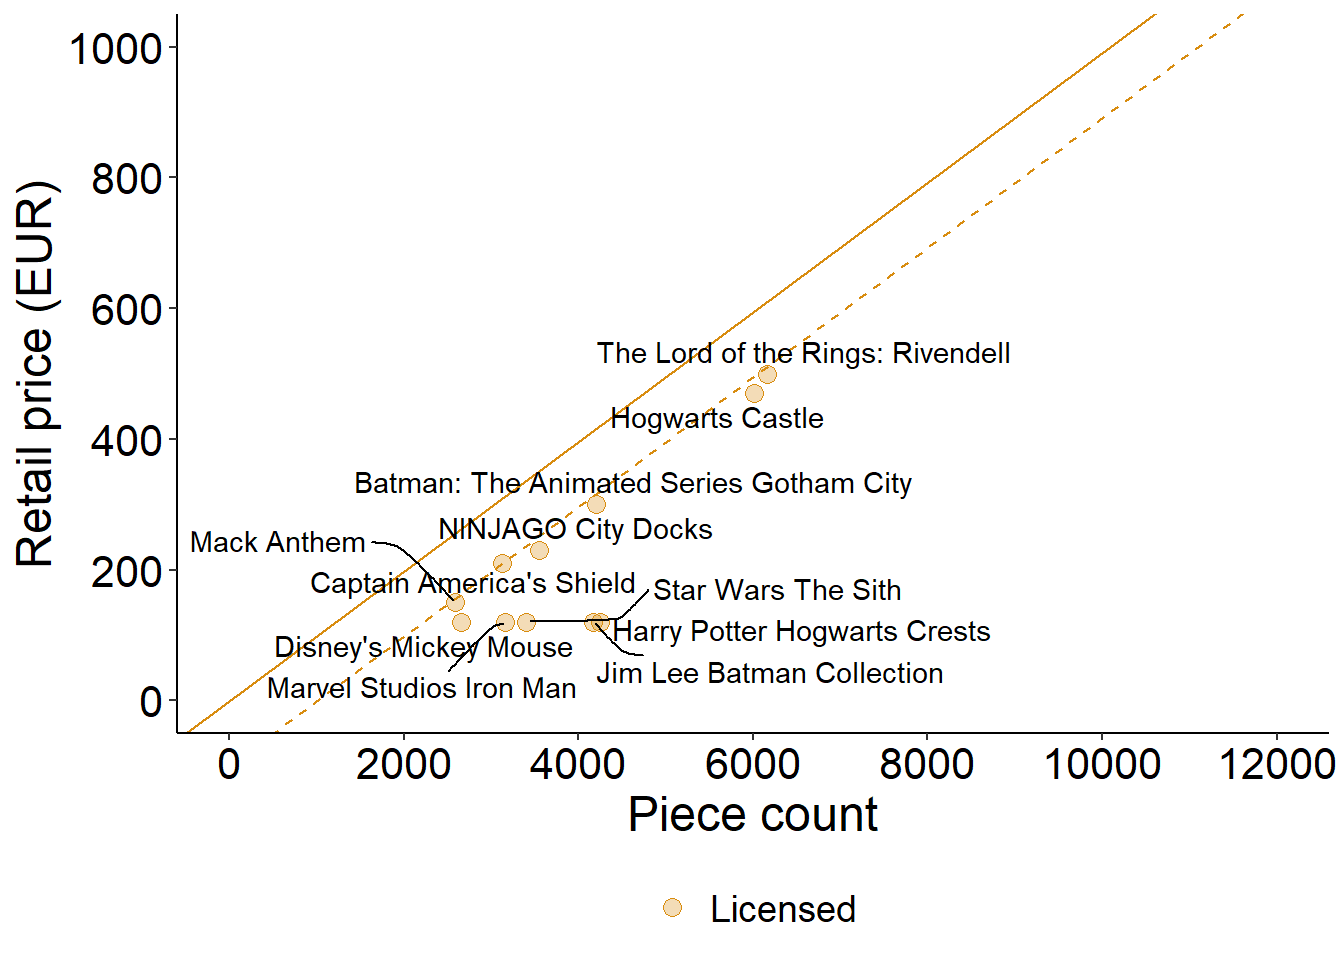 1000
800
600
400
200
0
Retail price (EUR)
The Lord of the Rings: Rivendell
Hogwarts Castle
Batman: The Animated Series Gotham City
NINJAGO City Docks
Mack Anthem
Captain America's Shield
Star Wars The Sith
Harry Potter Hogwarts Crests
Disney's Mickey Mouse
Jim Lee Batman Collection
Marvel Studios Iron Man
0 2000 4000 6000 8000 10000 12000
Piece count
Licensed